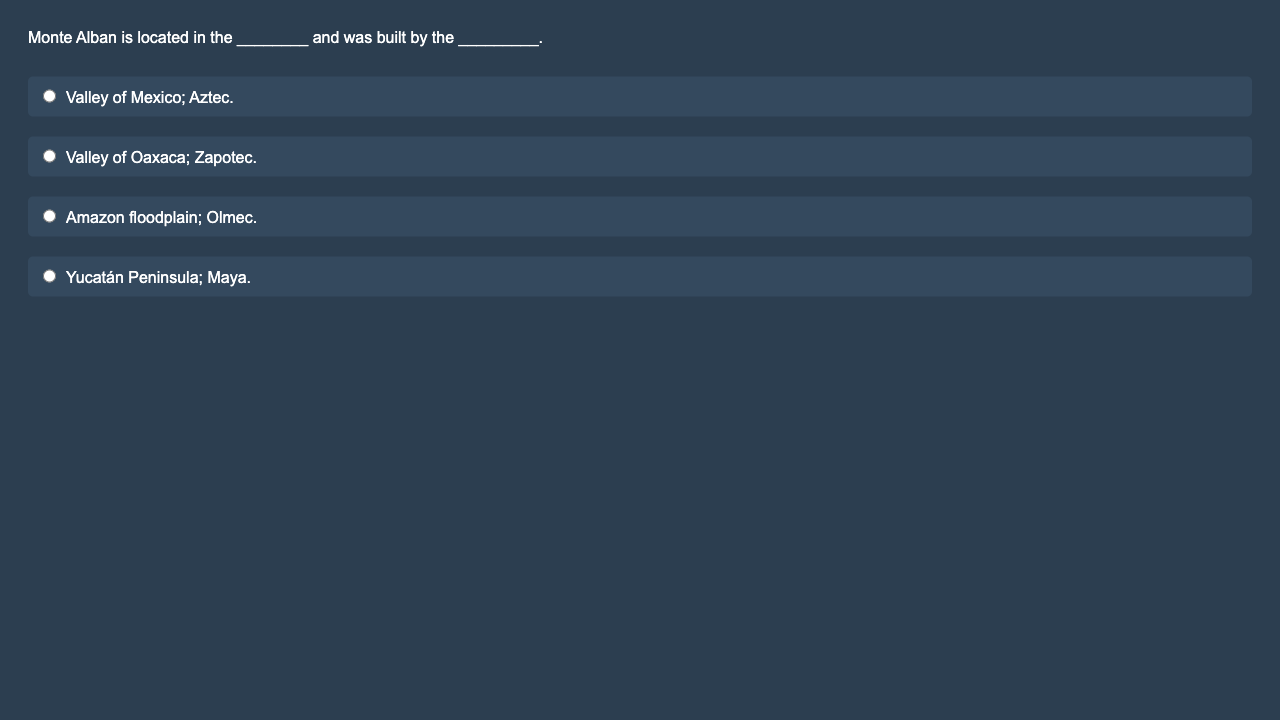 Monte Alban is located in the ________ and was built by the _________.
Valley of Mexico; Aztec.
Valley of Oaxaca; Zapotec.
Amazon floodplain; Olmec.
Yucatán Peninsula; Maya.